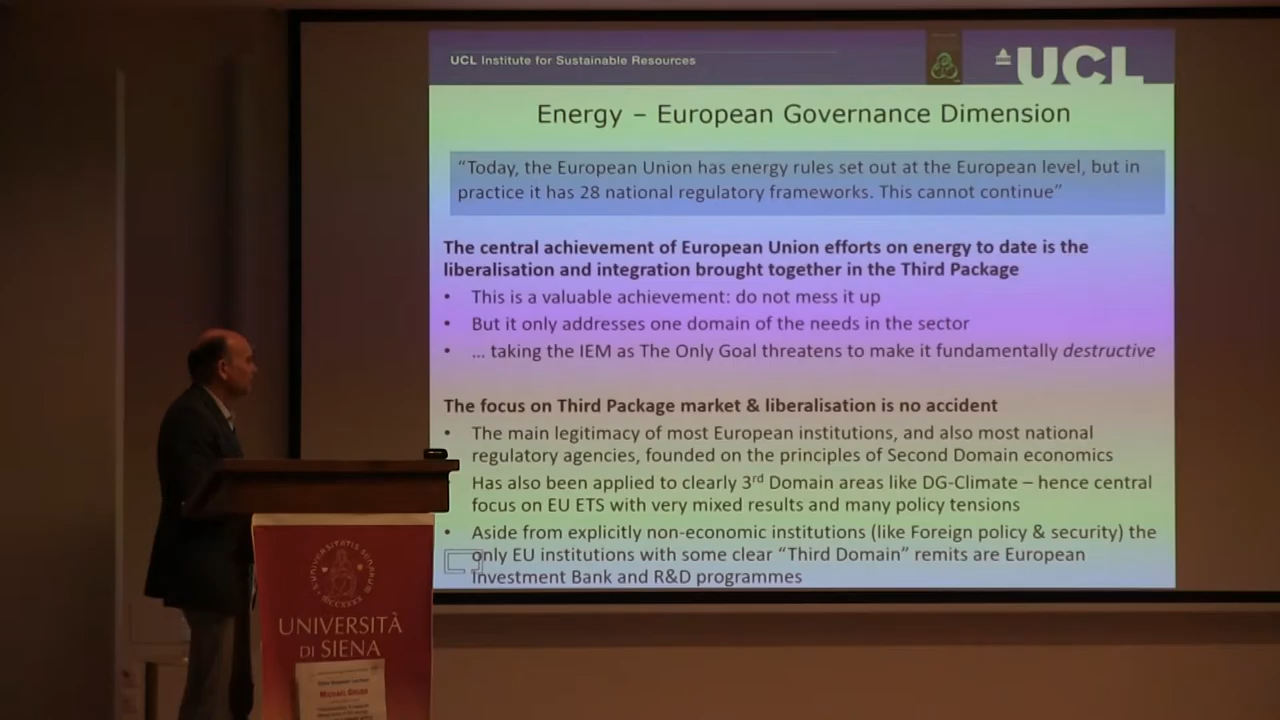 UCL Institute for Sustainable Resources
UCL
Energy – European Governance Dimension
“Today, the European Union has energy rules set out at the European level, but in
practice it has 28 national regulatory frameworks. This cannot continue”
The central achievement of European Union efforts on energy to date is the
liberalisation and integration brought together in the Third Package
• This is a valuable achievement: do not mess it up
• But it only addresses one domain of the needs in the sector
• ... taking the IEM as The Only Goal threatens to make it fundamentally destructive
The focus on Third Package market & liberalisation is no accident
• The main legitimacy of most European institutions, and also most national
regulatory agencies, founded on the principles of Second Domain economics
Has also been applied to clearly 3rd Domain areas like DG-Climate – hence central
focus on EU ETS with very mixed results and many policy tensions
• Aside from explicitly non-economic institutions (like Foreign policy & security) the
only EU institutions with some clear “Third Domain” remits are European
Investment Bank and R&D programmes
UNIVERSITÀ
DI SIENA
MICHAEL GRUBB